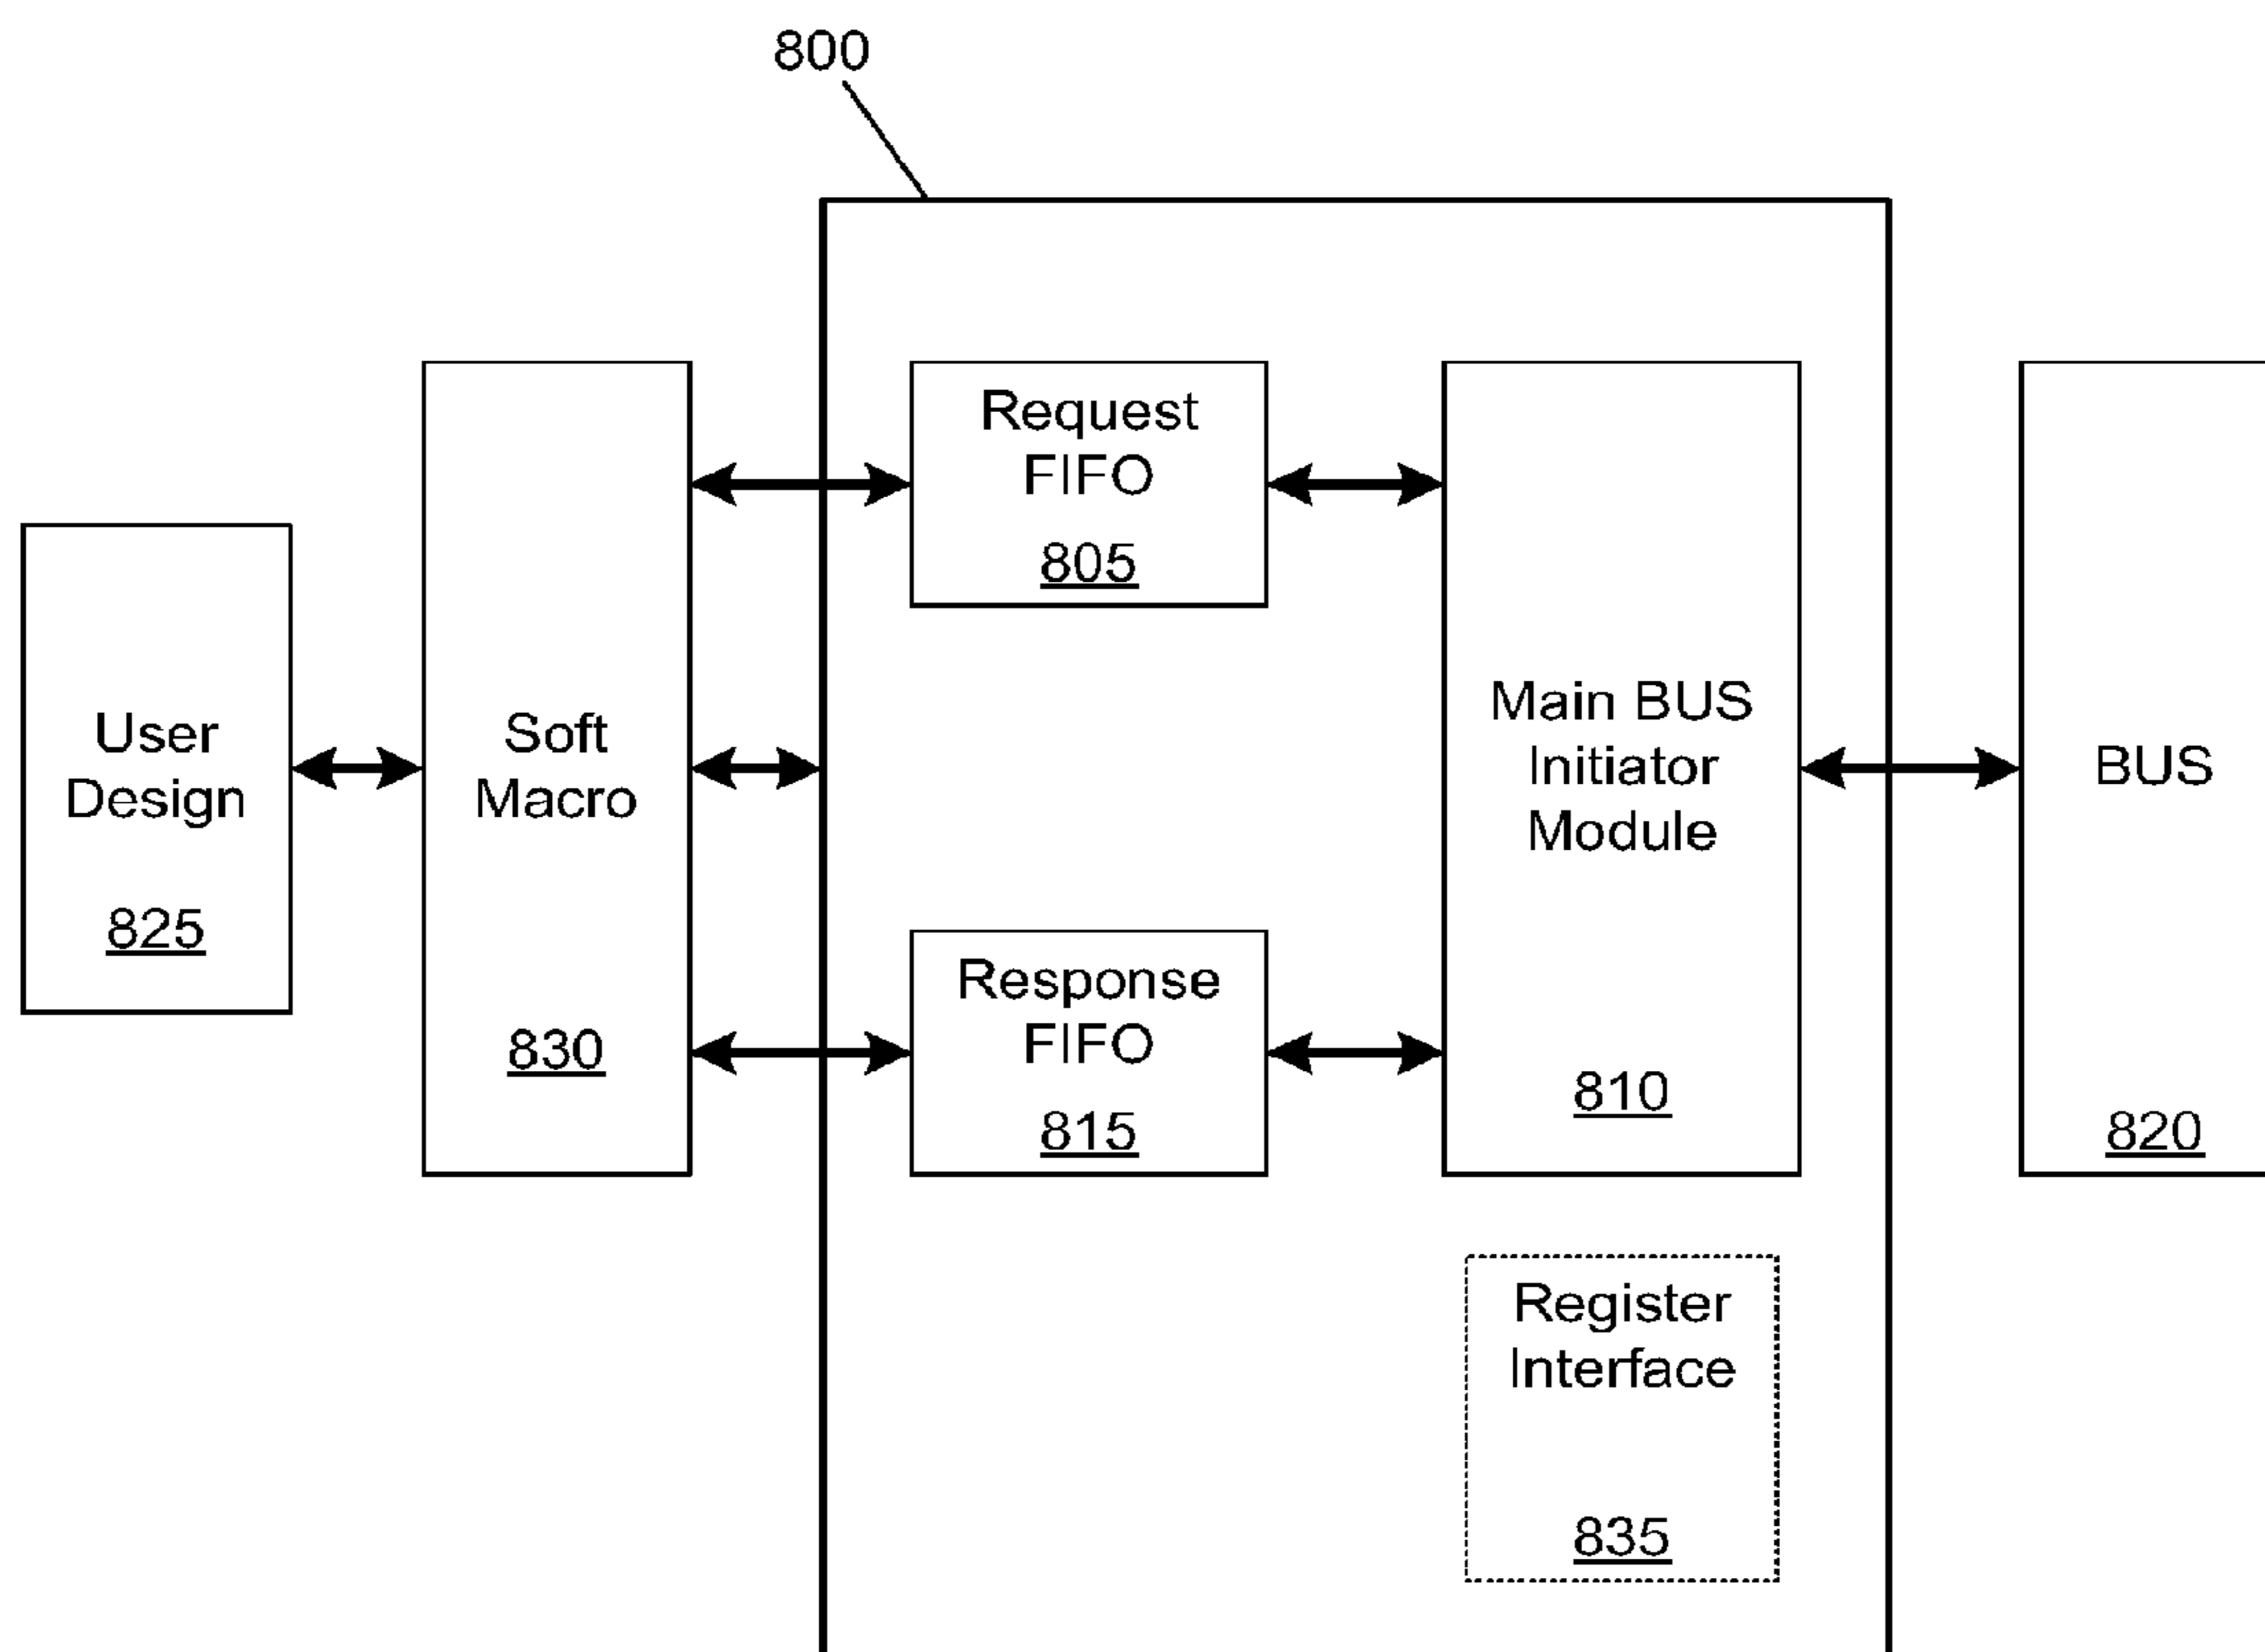 800
Request
FIFO
805
User
Design
825
Soft
Macro
830
Main BUS
Initiator
Module
810
BUS
820
Response
FIFO
815
Register
Interface
835